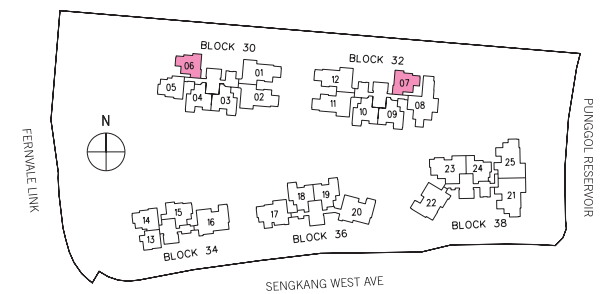 BLOCK 30
BLOCK 32
06
01
05
04
03
02
12
07
11
10
09
08
N
FERNVALE LINK
PUNGGOL RESERVOIR
14
15
16
13
BLOCK 34
18
19
17
20
BLOCK 36
23
24
25
22
21
BLOCK 38
SENGKANG WEST AVE